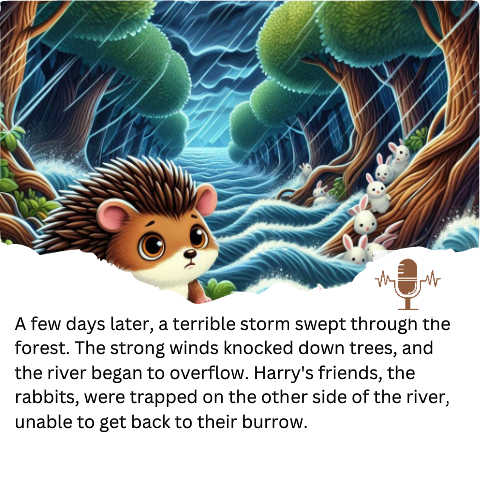 A few days later, a terrible storm swept through the
forest. The strong winds knocked down trees, and
the river began to overflow. Harry's friends, the
rabbits, were trapped on the other side of the river,
unable to get back to their burrow.